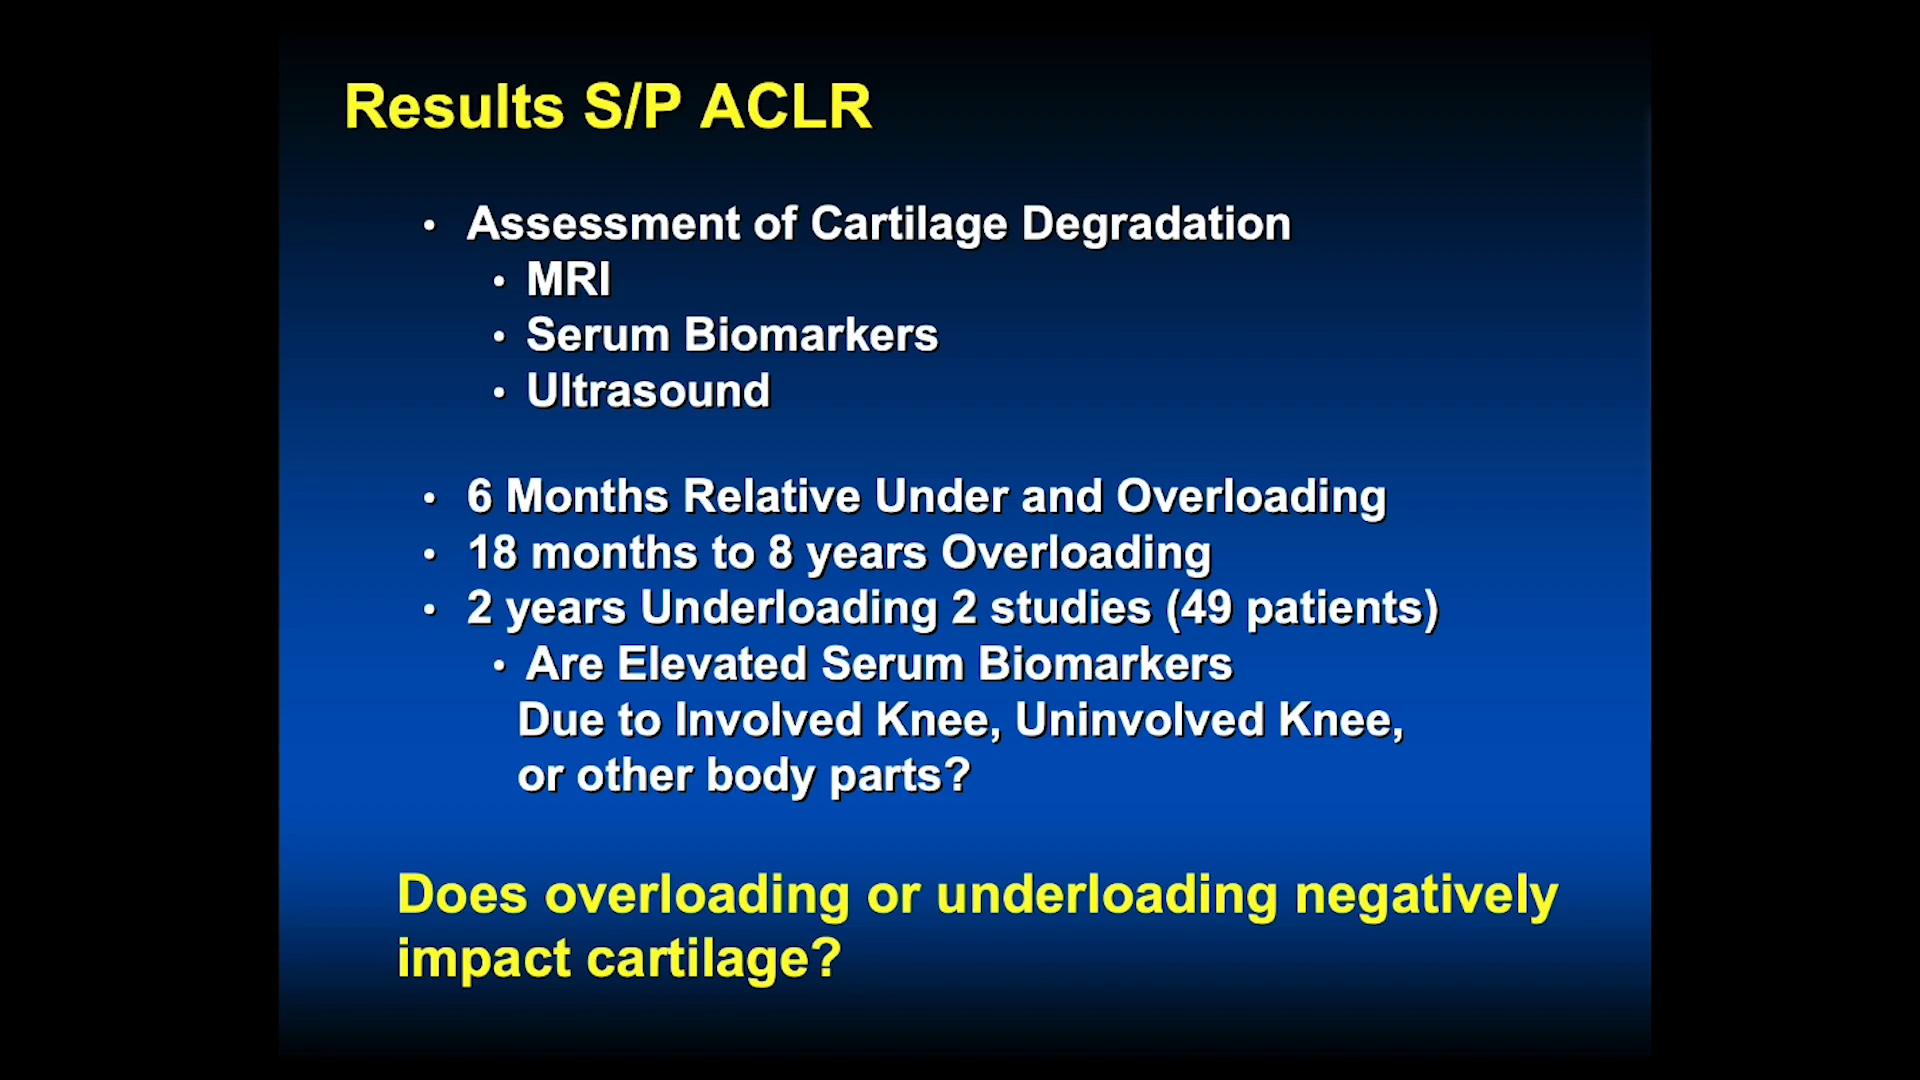 Results S/P ACLR
• Assessment of Cartilage Degradation
• MRI
• Serum Biomarkers
• Ultrasound
• 6 Months Relative Under and Overloading
• 18 months to 8 years Overloading
• 2 years Underloading 2 studies (49 patients)
• Are Elevated Serum Biomarkers
Due to Involved Knee, Uninvolved Knee,
or other body parts?
Does overloading or underloading negatively
impact cartilage?